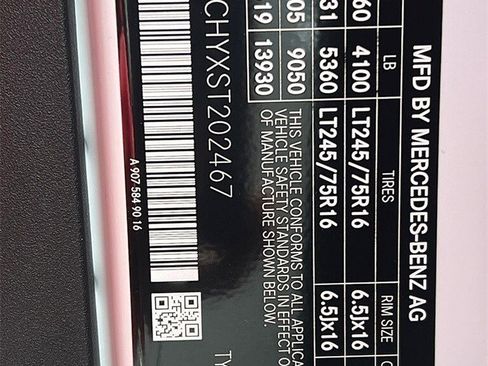 MFD BY MERCEDES-BENZ AG
LB TIRES RIM SIZE
60 4100 LT245/75R16 6.5Jx16
31 5360 LT245/75R16 6.5Jx16
05 9050 THIS VEHICLE CONFORMS TO ALL APPLICA
19 13930 VEHICLE SAFETY STANDARDS IN EFFECT O
OF MANUFACTURE SHOWN BELOW.
CHYXST202467 TY
A 907 584 90 16